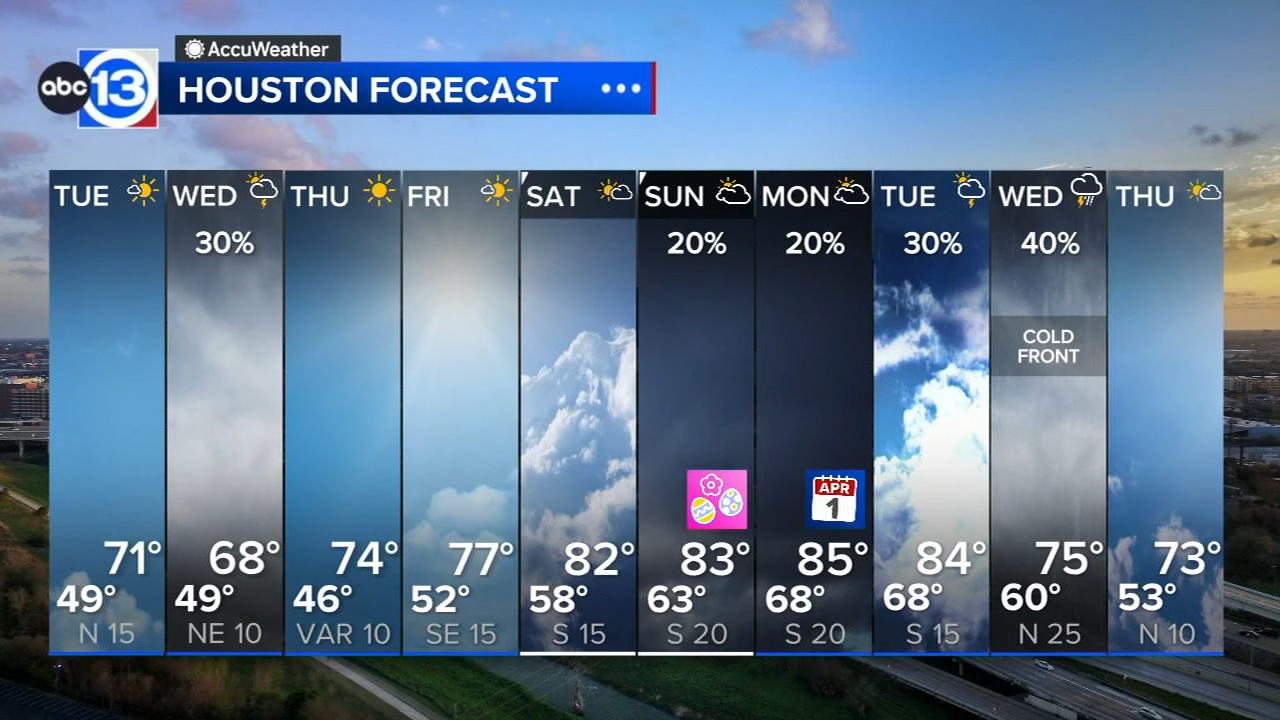 AccuWeather
abc 13
HOUSTON FORECAST
TUE
71°
49°
N 15
WED
30%
68°
49°
NE 10
THU
74°
46°
VAR 10
FRI
77°
52°
SE 15
SAT
82°
58°
S 15
SUN
20%
83°
63°
S 20
MON
20%
APR
1
85°
68°
S 20
TUE
30%
84°
68°
S 15
WED
40%
COLD
FRONT
75°
60°
N 25
THU
73°
53°
N 10